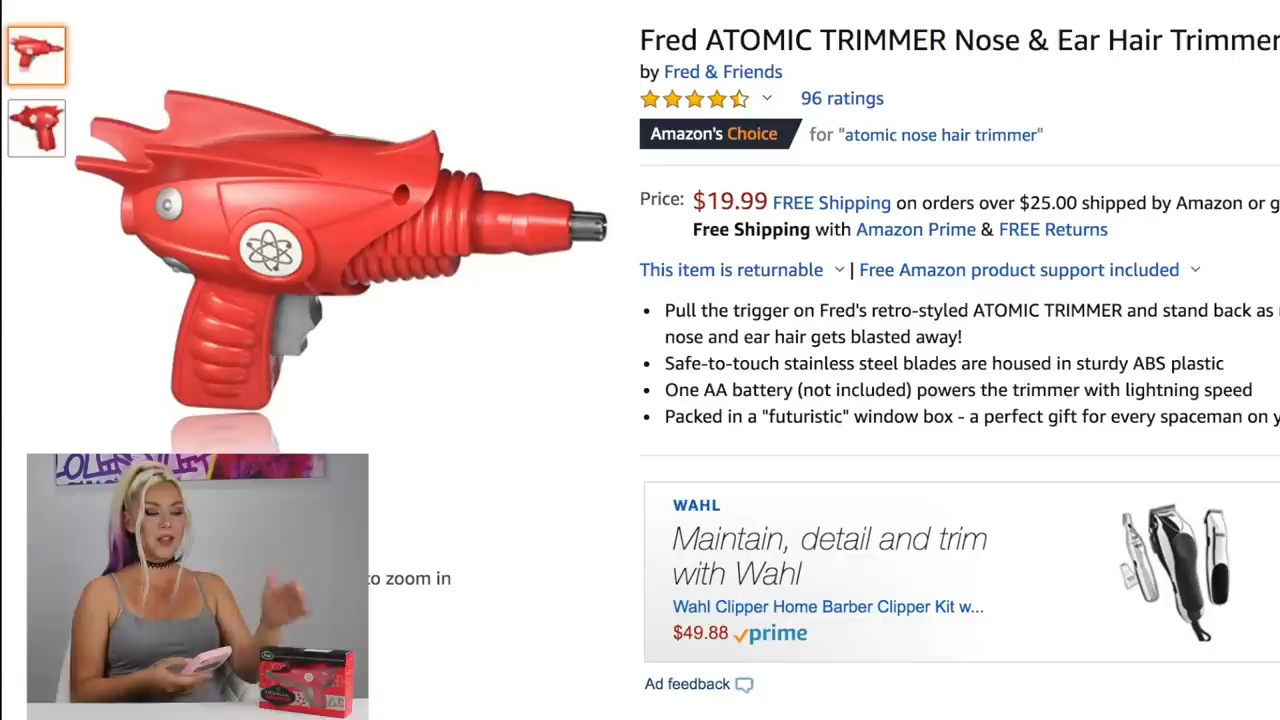 Fred ATOMIC TRIMMER Nose & Ear Hair Trimmer
by Fred & Friends
96 ratings
Amazon's Choice for "atomic nose hair trimmer"
Price: $19.99 FREE Shipping on orders over $25.00 shipped by Amazon or g
Free Shipping with Amazon Prime & FREE Returns
This item is returnable | Free Amazon product support included
• Pull the trigger on Fred's retro-styled ATOMIC TRIMMER and stand back as
nose and ear hair gets blasted away!
• Safe-to-touch stainless steel blades are housed in sturdy ABS plastic
• One AA battery (not included) powers the trimmer with lightning speed
• Packed in a "futuristic" window box - a perfect gift for every spaceman on
WAHL
Maintain, detail and trim
with Wahl
Wahl Clipper Home Barber Clipper Kit w...
$49.88 prime
Ad feedback
to zoom in